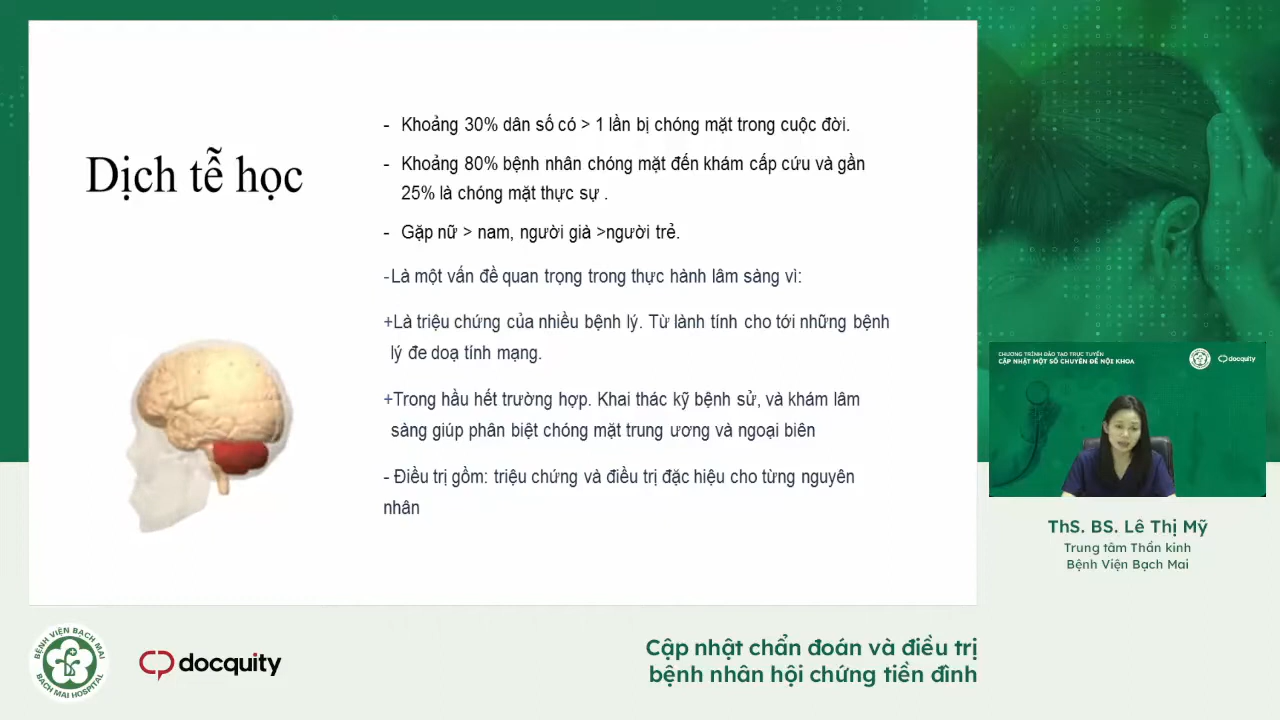 Dịch tễ học
- Khoảng 30% dân số có > 1 lần bị chóng mặt trong cuộc đời.
- Khoảng 80% bệnh nhân chóng mặt đến khám cấp cứu và gần
25% là chóng mặt thực sự .
- Gặp nữ > nam, người già >người trẻ.
-Là một vấn đề quan trọng trong thực hành lâm sàng vì:
+Là triệu chứng của nhiều bệnh lý. Từ lành tính cho tới những bệnh
lý đe doạ tính mạng.
+Trong hầu hết trường hợp. Khai thác kỹ bệnh sử, và khám lâm
sàng giúp phân biệt chóng mặt trung ương và ngoại biên
- Điều trị gồm: triệu chứng và điều trị đặc hiệu cho từng nguyên
nhân
CHƯƠNG TRÌNH ĐÀO TẠO TRỰC TUYẾN
CẬP NHẬT MỘT SỐ CHUYÊN ĐỀ NỘI KHOA
docquity
ThS. BS. Lê Thị Mỹ
Trung tâm Thần kinh
Bệnh Viện Bạch Mai
BỆNH VIỆN BẠCH MAI
BACH MAI HOSPITAL
docquity
Cập nhật chẩn đoán và điều trị
bệnh nhân hội chứng tiền đình